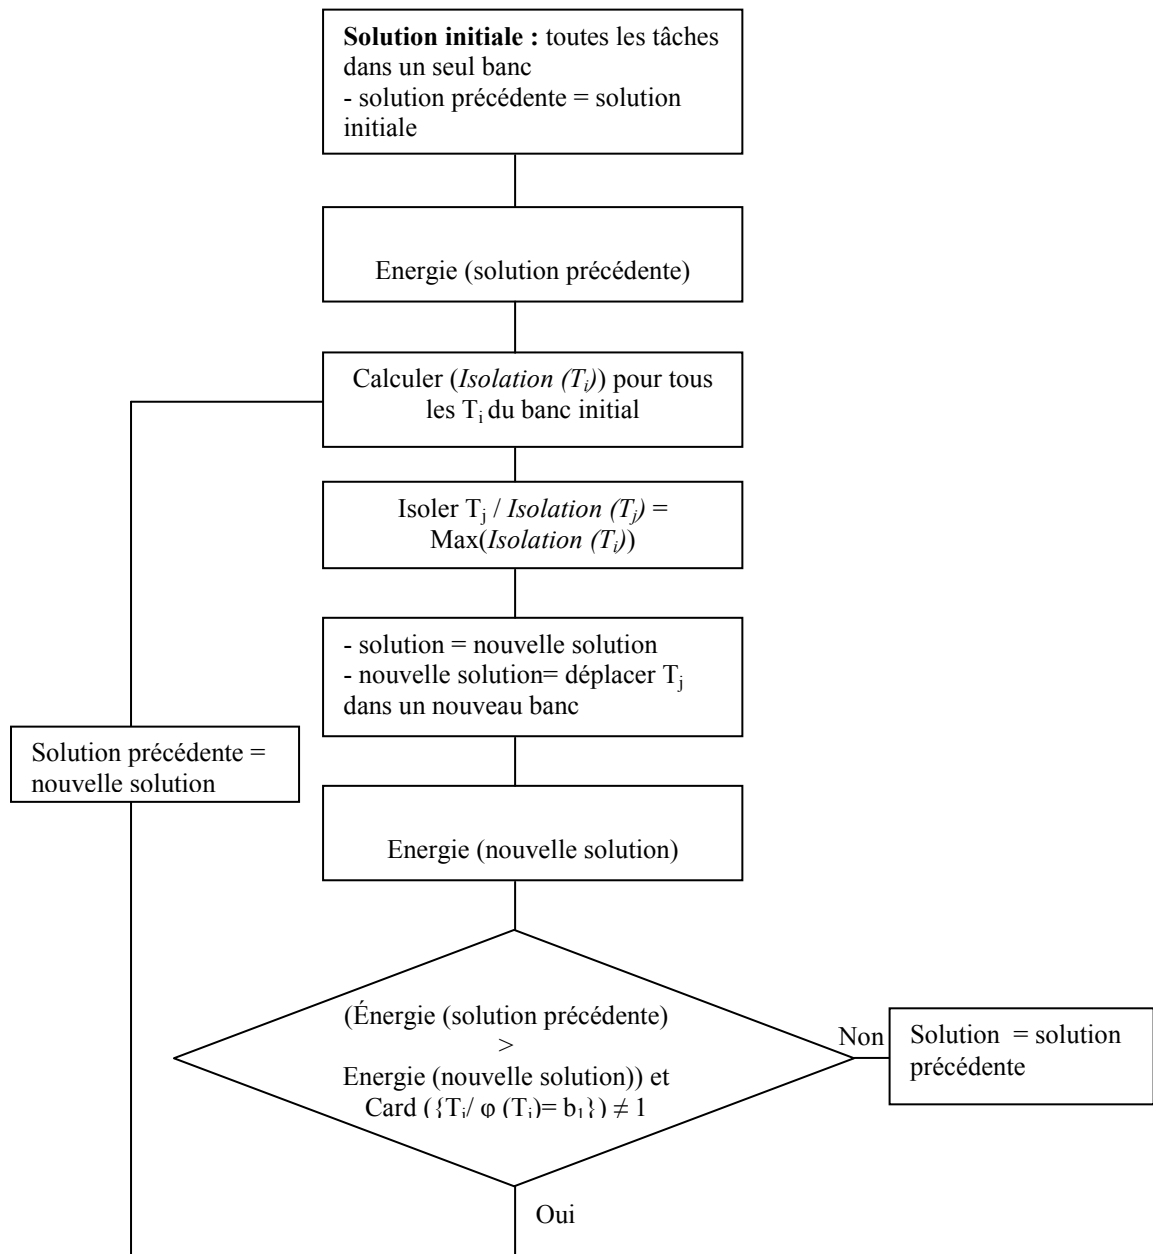 Solution initiale : toutes les tâches
dans un seul banc
- solution précédente = solution
initiale
Energie (solution précédente)
Calculer (Isolation (Ti)) pour tous
les Ti du banc initial
Isoler Tj / Isolation (Tj) =
Max(Isolation (Ti))
- solution = nouvelle solution
- nouvelle solution= déplacer Tj
dans un nouveau banc
Solution précédente =
nouvelle solution
Energie (nouvelle solution)
(Énergie (solution précédente)
>
Energie (nouvelle solution)) et
Card ({Ti/ φ (Ti)= b1}) ≠ 1
Non
Solution = solution
précédente
Oui